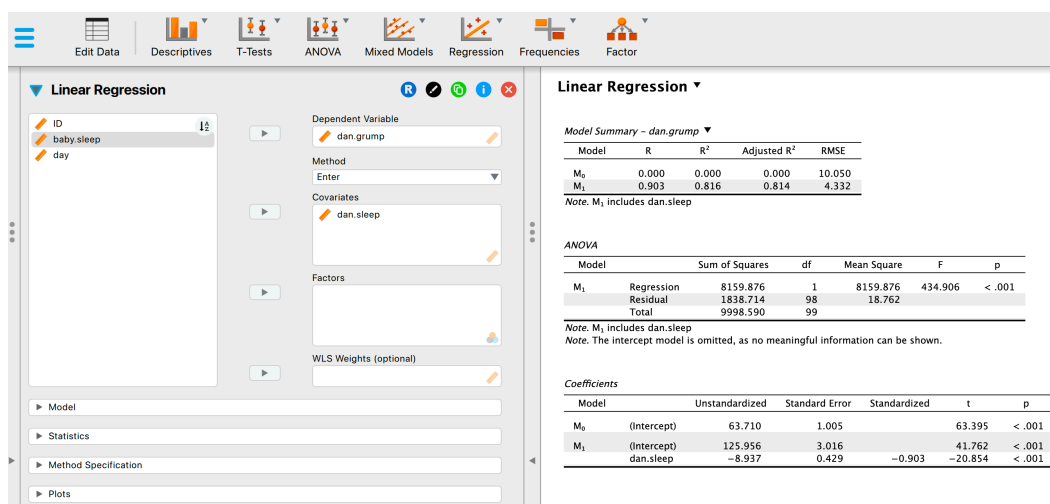 Edit Data
Descriptives
T-Tests
ANOVA
Mixed Models
Regression
Frequencies
Factor
Linear Regression
R
i
ID
baby.sleep
day
A
Z
Dependent Variable
dan.grump
Method
Enter
Covariates
dan.sleep
Factors
WLS Weights (optional)
Model
Statistics
Method Specification
Plots
Linear Regression
Model Summary – dan.grump
Model R R² Adjusted R² RMSE
M₀ 0.000 0.000 0.000 10.050
M₁ 0.903 0.816 0.814 4.332
Note. M₁ includes dan.sleep
ANOVA
Model Sum of Squares df Mean Square F p
M₁ Regression 8159.876 1 8159.876 434.906 < .001
Residual 1838.714 98 18.762
Total 9998.590 99
Note. M₁ includes dan.sleep
Note. The intercept model is omitted, as no meaningful information can be shown.
Coefficients
Model Unstandardized Standard Error Standardized t p
M₀ (Intercept) 63.710 1.005 63.395 < .001
M₁ (Intercept) 125.956 3.016 41.762 < .001
dan.sleep −8.937 0.429 −0.903 −20.854 < .001